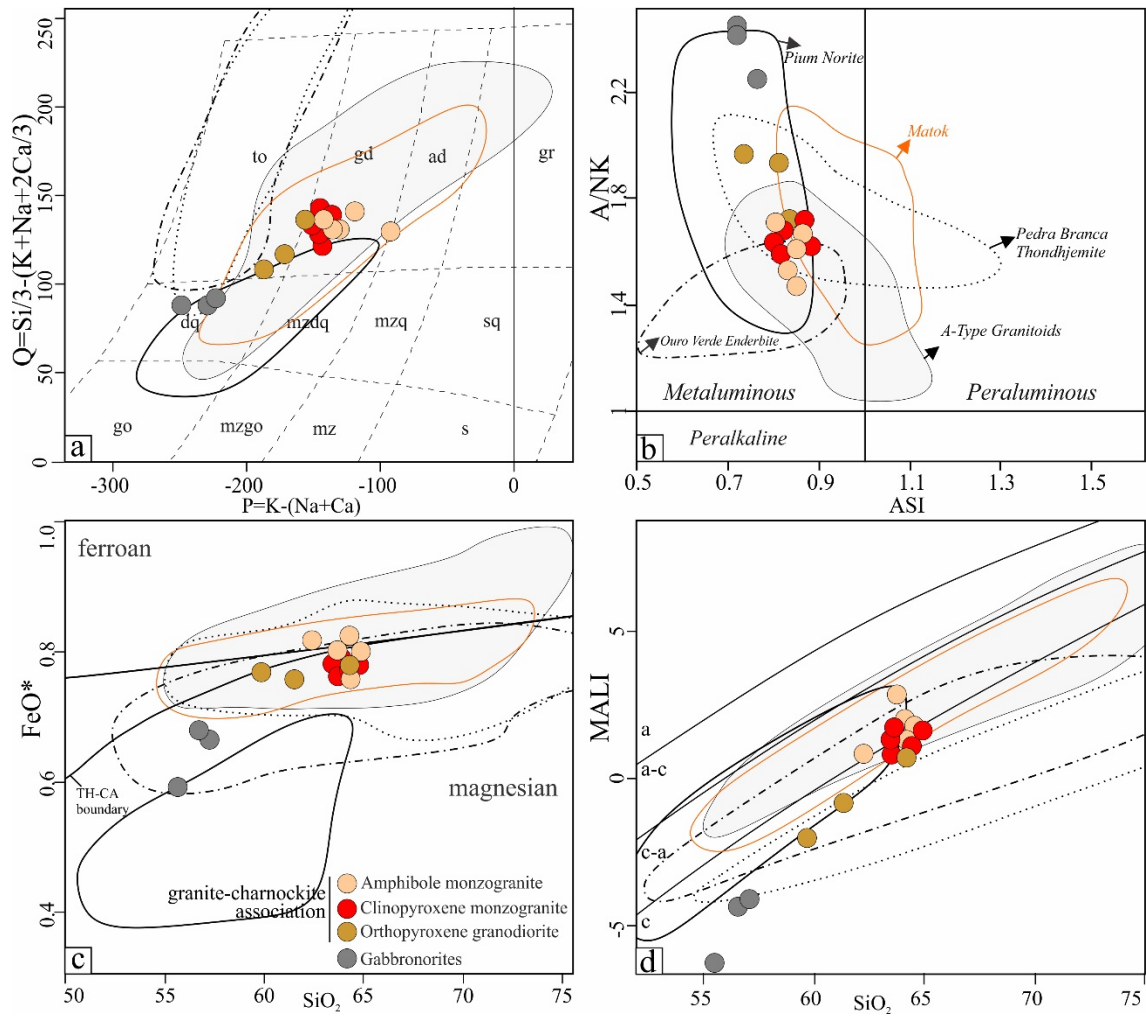 250
200
150
100
50
0
Q=Si/3-(K+Na+2Ca/3)
to
gd
ad
gr
dq
mzdq
mzq
sq
go
mzgo
mz
s
a
-300
-200
-100
0
P=K-(Na+Ca)
2.2
1.8
1.4
1
A/NK
Pium Norite
Matok
Pedra Branca
Thondhjemite
Ouro Verde Enderbite
A-Type Granitoids
Metaluminous
Peraluminous
Peralkaline
b
0.5
0.7
0.9
1.1
1.5
ASI
1.0
0.8
0.6
0.4
FeO*
ferroan
magnesian
TH-CA
boundary
granite-charnockite
association
Amphibole monzogranite
Clinopyroxene monzogranite
Orthopyroxene granodiorite
Gabbronorites
c
50
55
60
65
70
75
SiO2
5
0
-5
MALI
a
a-c
c-a
c
d
55
60
65
70
75
SiO2